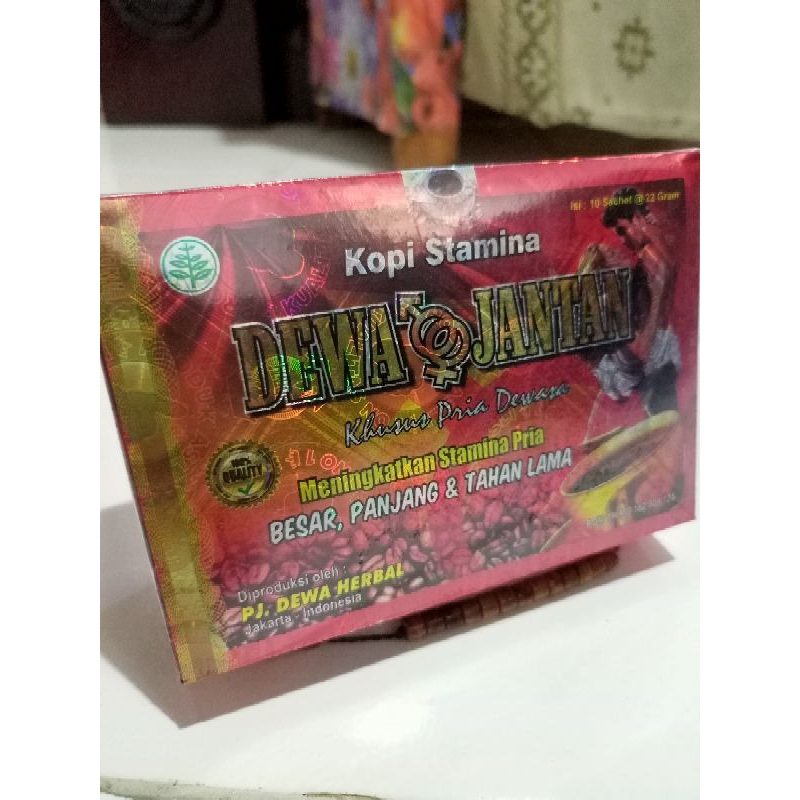 Isi : 10 Sachet @ 22 Gram
Kopi Stamina
DEWA JANTAN
Khusus Pria Dewasa
Meningkatkan Stamina Pria
BESAR, PANJANG & TAHAN LAMA
QUALITY
Diproduksi oleh :
PJ. DEWA HERBAL
Jakarta - Indonesia